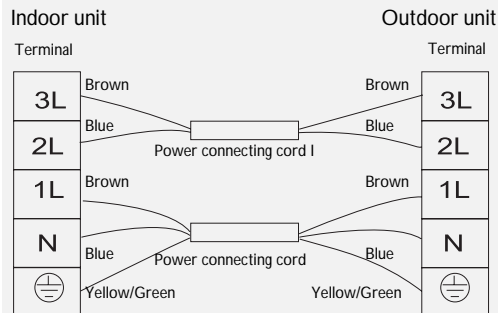 Indoor unit
Outdoor unit
Terminal
Terminal
3L
Brown
Brown
3L
2L
Blue
Blue
2L
Power connecting cord I
1L
Brown
Brown
1L
N
Blue
Blue
N
Power connecting cord
Yellow/Green
Yellow/Green